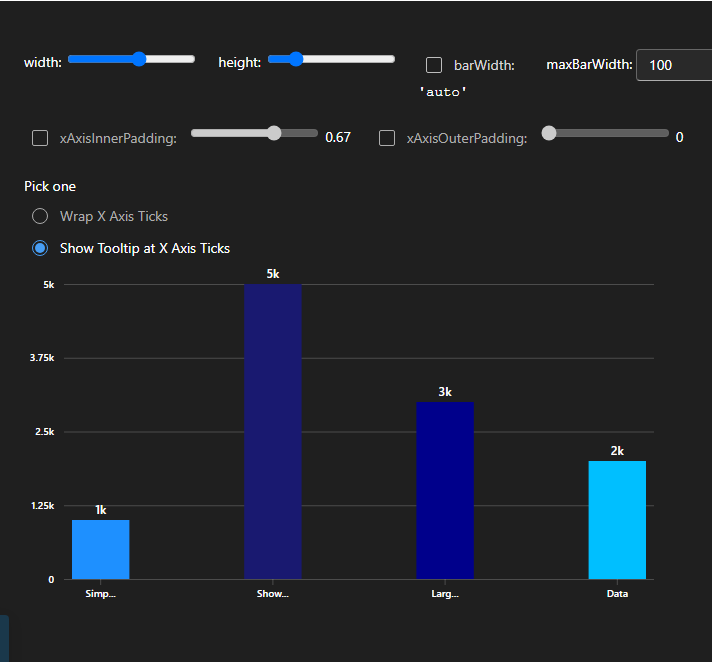 width: height: barWidth: maxBarWidth: 100
'auto'
xAxisInnerPadding: 0.67 xAxisOuterPadding: 0
Pick one
Wrap X Axis Ticks
Show Tooltip at X Axis Ticks
5k
5k
3.75k
3k
2.5k
2k
1.25k
1k
0
Simp... Show... Larg... Data